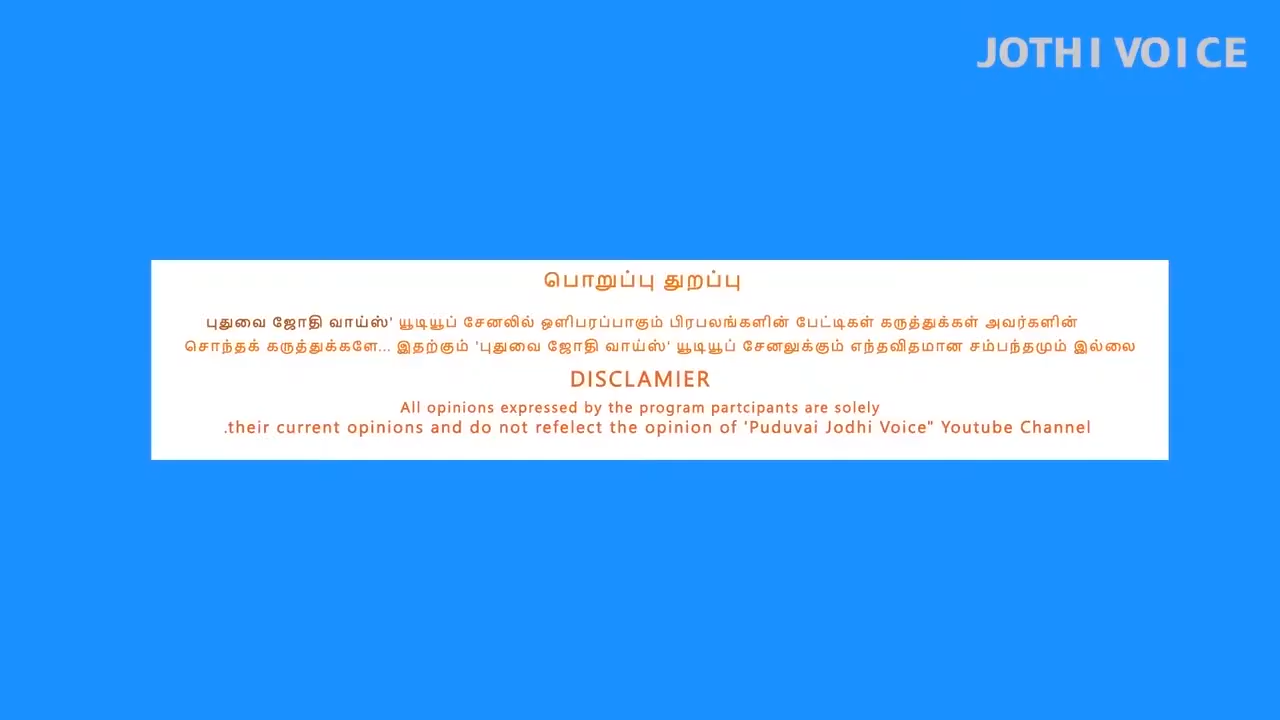 JOTHI VOICE
பொறுப்பு துறப்பு
புதுவை ஜோதி வாய்ஸ்' யூடியூப் சேனலில் ஒளிபரப்பாகும் பிரபலங்களின் பேட்டிகள் கருத்துக்கள் அவர்களின்
சொந்தக் கருத்துக்களே... இதற்கும் 'புதுவை ஜோதி வாய்ஸ்' யூடியூப் சேனலுக்கும் எந்தவிதமான சம்பந்தமும் இல்லை
DISCLAMIER
All opinions expressed by the program partcipants are solely
.their current opinions and do not refelect the opinion of 'Puduvai Jodhi Voice" Youtube Channel